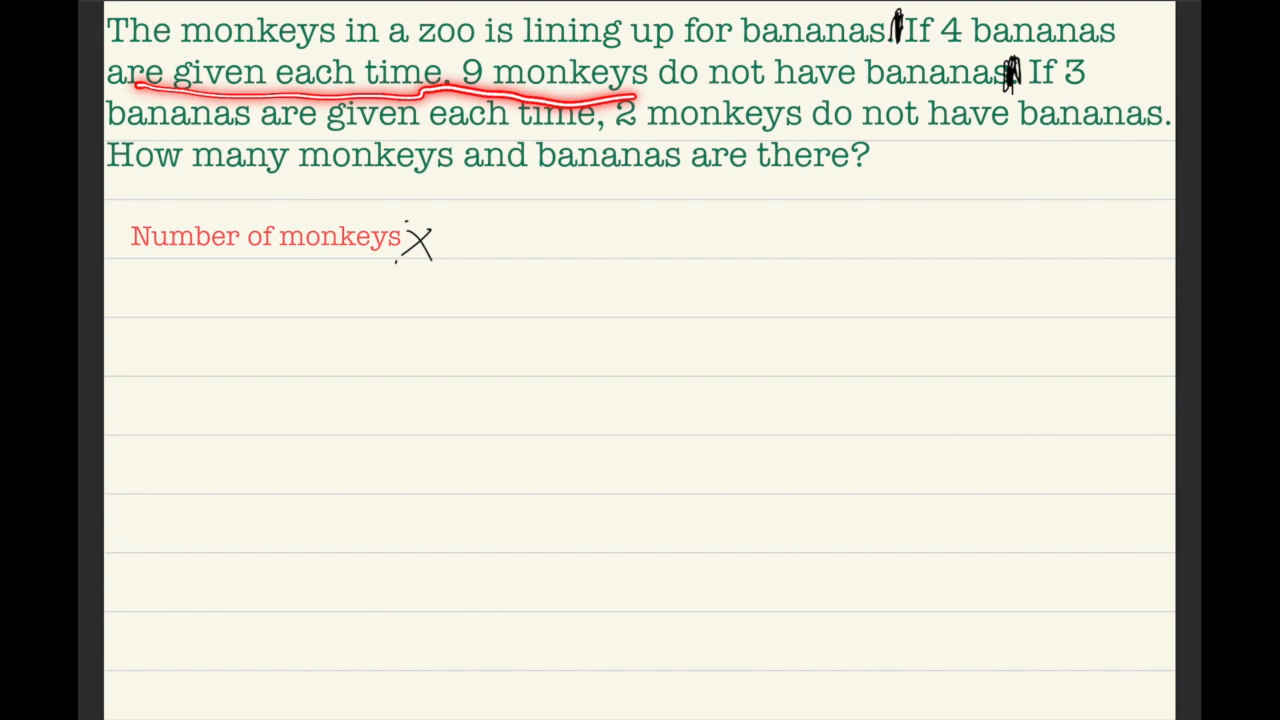 The monkeys in a zoo is lining up for bananas. If 4 bananas
are given each time, 9 monkeys do not have bananas. If 3
bananas are given each time, 2 monkeys do not have bananas.
How many monkeys and bananas are there?
Number of monkeys X